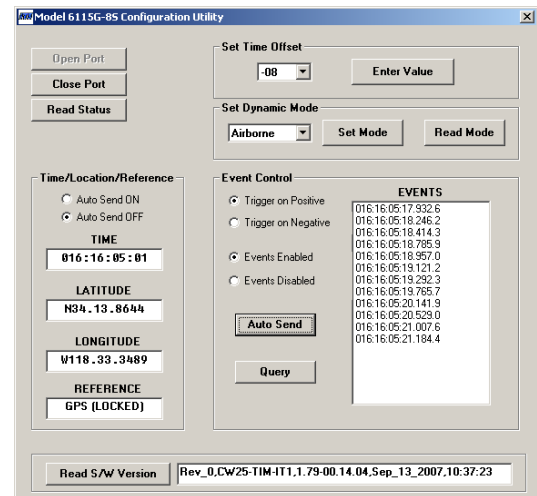 Model 6115G-8S Configuration Utility
Open Port
Close Port
Read Status
Set Time Offset
-08
Enter Value
Set Dynamic Mode
Airborne
Set Mode
Read Mode
Time/Location/Reference
Auto Send ON
Auto Send OFF
TIME
016:16:05:01
LATITUDE
N34.13.8644
LONGITUDE
W118.33.3489
REFERENCE
GPS (LOCKED)
Event Control
Trigger on Positive
Trigger on Negative
Events Enabled
Events Disabled
Auto Send
Query
EVENTS
016:16:05:17.932.6
016:16:05:18.246.2
016:16:05:18.414.3
016:16:05:18.785.9
016:16:05:18.957.0
016:16:05:19.121.2
016:16:05:19.292.3
016:16:05:19.765.7
016:16:05:20.141.9
016:16:05:20.529.0
016:16:05:21.007.6
016:16:05:21.184.4
Read S/W Version
Rev_0,CW25-TIM-IT1,1.79-00.14.04,Sep_13_2007,10:37:23